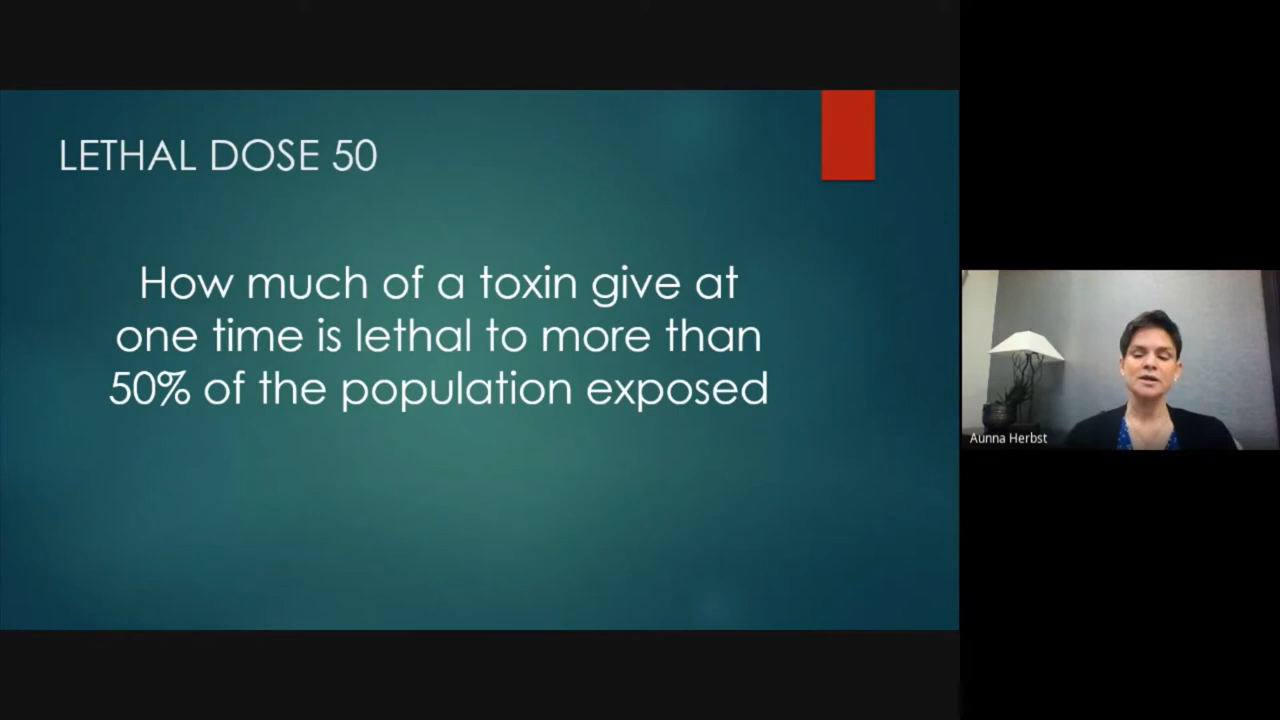 LETHAL DOSE 50
How much of a toxin give at
one time is lethal to more than
50% of the population exposed
Aunna Herbst